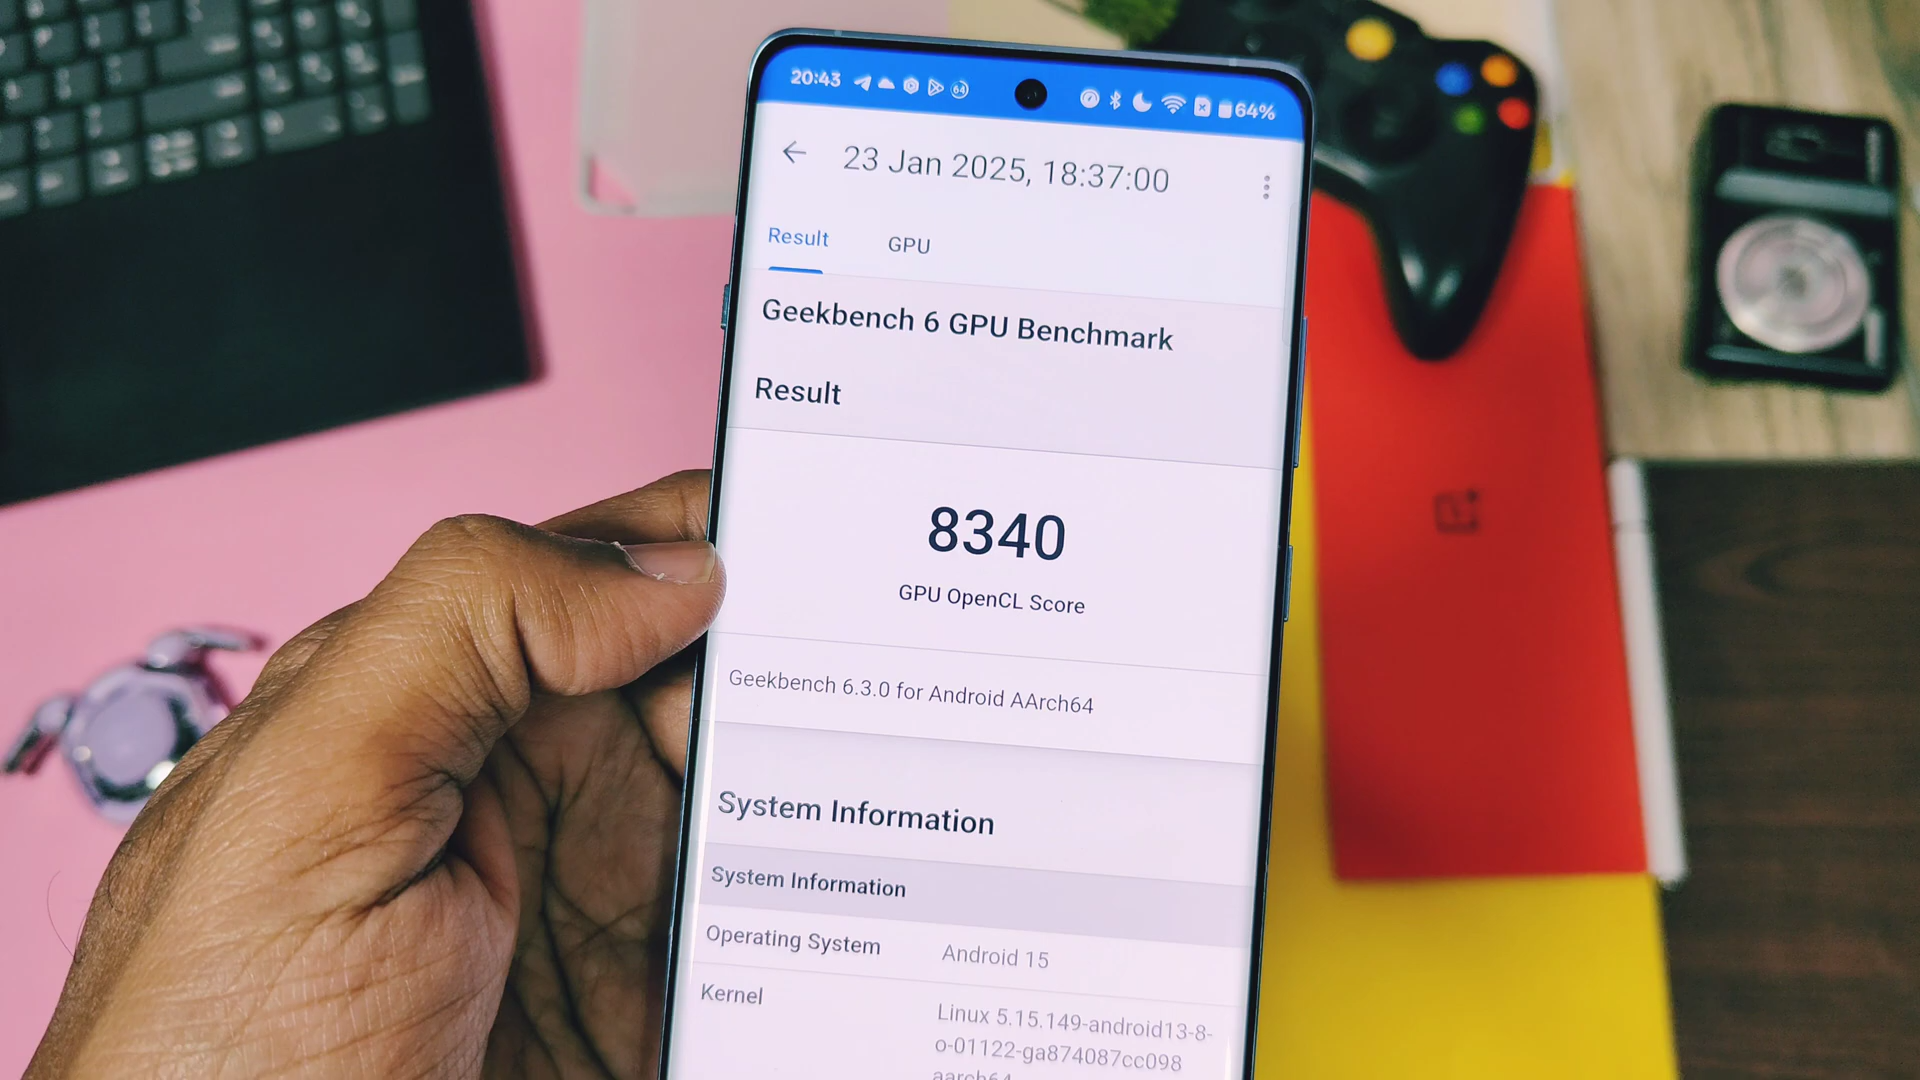 20:43 64 64%
23 Jan 2025, 18:37:00
Result GPU
Geekbench 6 GPU Benchmark
Result
8340
GPU OpenCL Score
Geekbench 6.3.0 for Android AArch64
System Information
System Information
Operating System Android 15
Kernel Linux 5.15.149-android13-8-
o-01122-ga874087cc098
aarch64